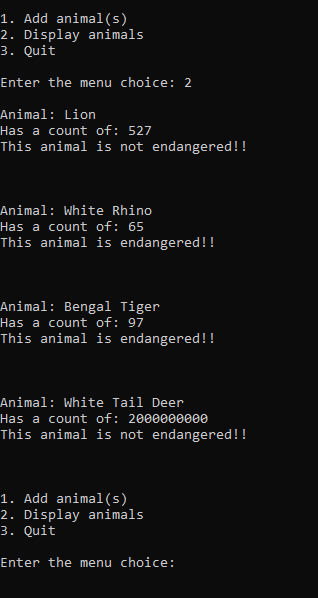 1. Add animal(s)
2. Display animals
3. Quit
Enter the menu choice: 2
Animal: Lion
Has a count of: 527
This animal is not endangered!!
Animal: White Rhino
Has a count of: 65
This animal is endangered!!
Animal: Bengal Tiger
Has a count of: 97
This animal is endangered!!
Animal: White Tail Deer
Has a count of: 2000000000
This animal is not endangered!!
1. Add animal(s)
2. Display animals
3. Quit
Enter the menu choice: